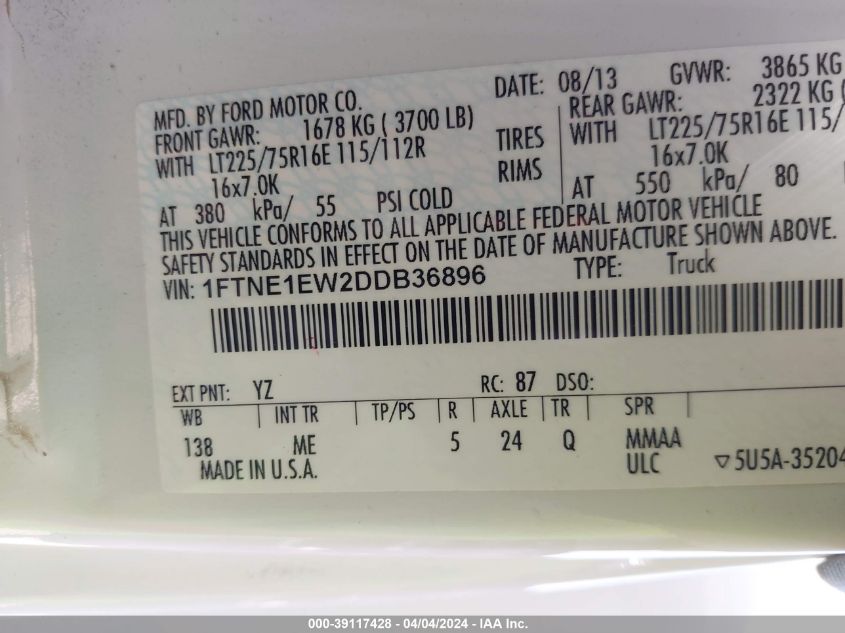 MFD. BY FORD MOTOR CO.
DATE: 08/13 GVWR: 3865 KG
FRONT GAWR: 1678 KG ( 3700 LB)
REAR GAWR: 2322 KG (
WITH LT225/75R16E 115/112R TIRES
WITH LT225/75R16E 115/
16x7.0K RIMS
16x7.0K
AT 380 kPa/ 55 PSI COLD
AT 550 kPa/ 80
THIS VEHICLE CONFORMS TO ALL APPLICABLE FEDERAL MOTOR VEHICLE
SAFETY STANDARDS IN EFFECT ON THE DATE OF MANUFACTURE SHOWN ABOVE.
VIN: 1FTNE1EW2DDB36896 TYPE: Truck
EXT PNT: YZ RC: 87 DSO:
WB INT TR TP/PS R AXLE TR SPR
138 ME 5 24 Q MMAA
MADE IN U.S.A. ULC ▽5U5A-35204
000-39117428 - 04/04/2024 - IAA Inc.